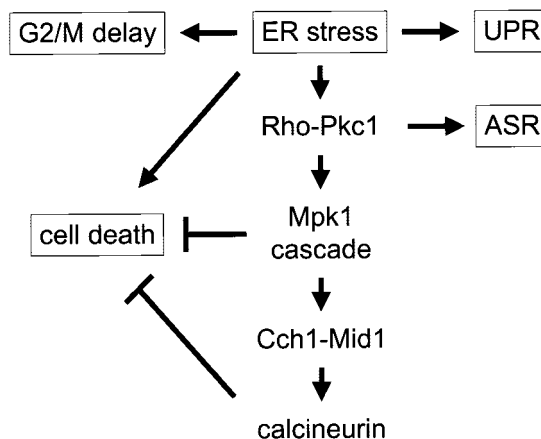 G2/M delay
ER stress
UPR
Rho-Pkc1
ASR
Mpk1
cascade
cell death
Cch1-Mid1
calcineurin